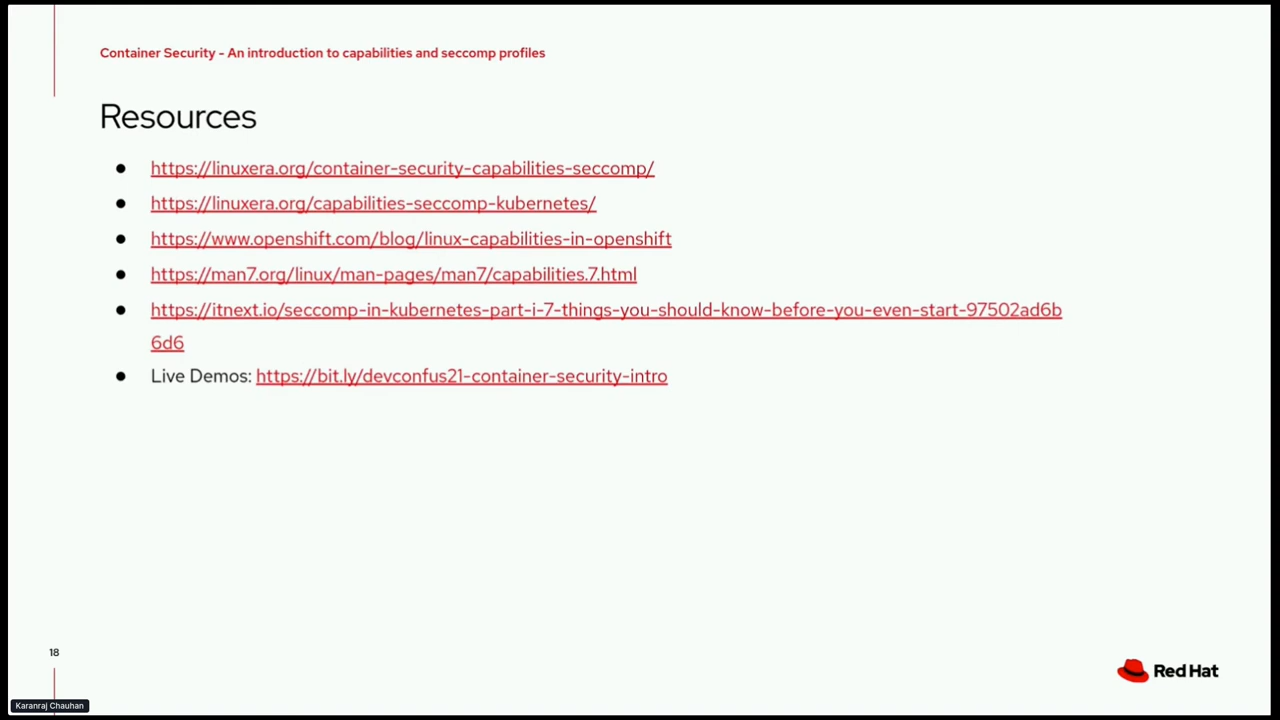 Container Security - An introduction to capabilities and seccomp profiles
Resources
● https://linuxera.org/container-security-capabilities-seccomp/
● https://linuxera.org/capabilities-seccomp-kubernetes/
● https://www.openshift.com/blog/linux-capabilities-in-openshift
● https://man7.org/linux/man-pages/man7/capabilities.7.html
● https://itnext.io/seccomp-in-kubernetes-part-i-7-things-you-should-know-before-you-even-start-97502ad6b
6d6
● Live Demos: https://bit.ly/devconfus21-container-security-intro
18
Red Hat
Karanraj Chauhan